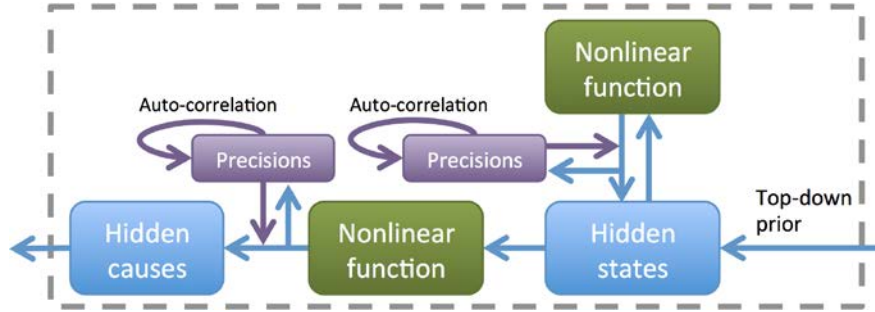 Nonlinear
function
Auto-correlation
Auto-correlation
Precisions
Precisions
Top-down
prior
Hidden
causes
Nonlinear
function
Hidden
states